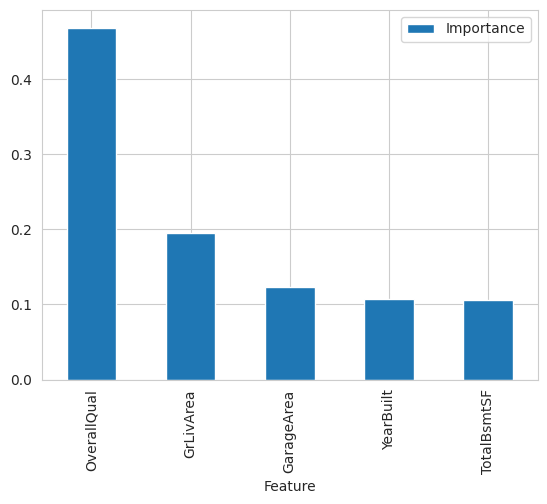 Importance
0.4
0.3
0.2
0.1
0.0
OverallQual
GrLivArea
GarageArea
YearBuilt
TotalBsmtSF
Feature